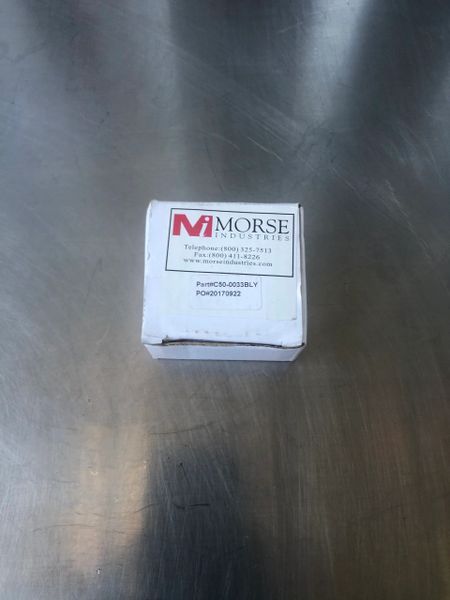 Mi MORSE
INDUSTRIES
Telephone:(800) 325-7513
Fax:(800) 411-8226
www.morseindustries.com
Part#C50-0033BLY
PO#20170922